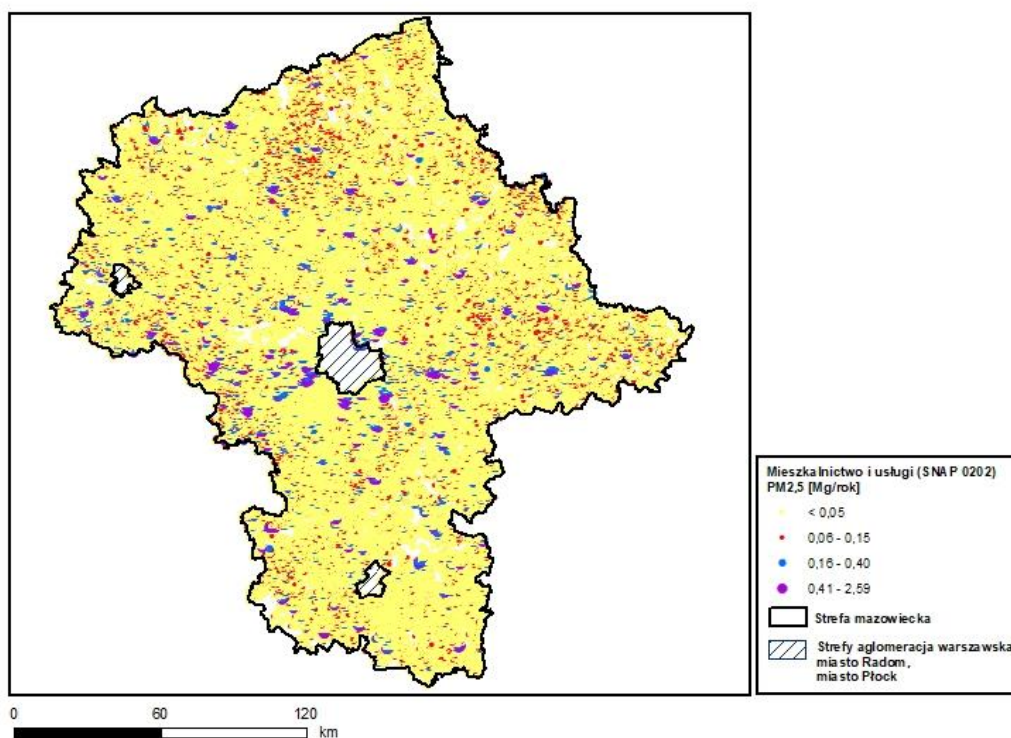 Mieszkalnictwo i usługi (SNAP 0202)
PM2,5 [Mg/rok]
< 0,05
0,06 - 0,15
0,16 - 0,40
0,41 - 2,59
Strefa mazowiecka
Strefy aglomeracja warszawska
miasto Radom,
miasto Płock
0 60 120
km